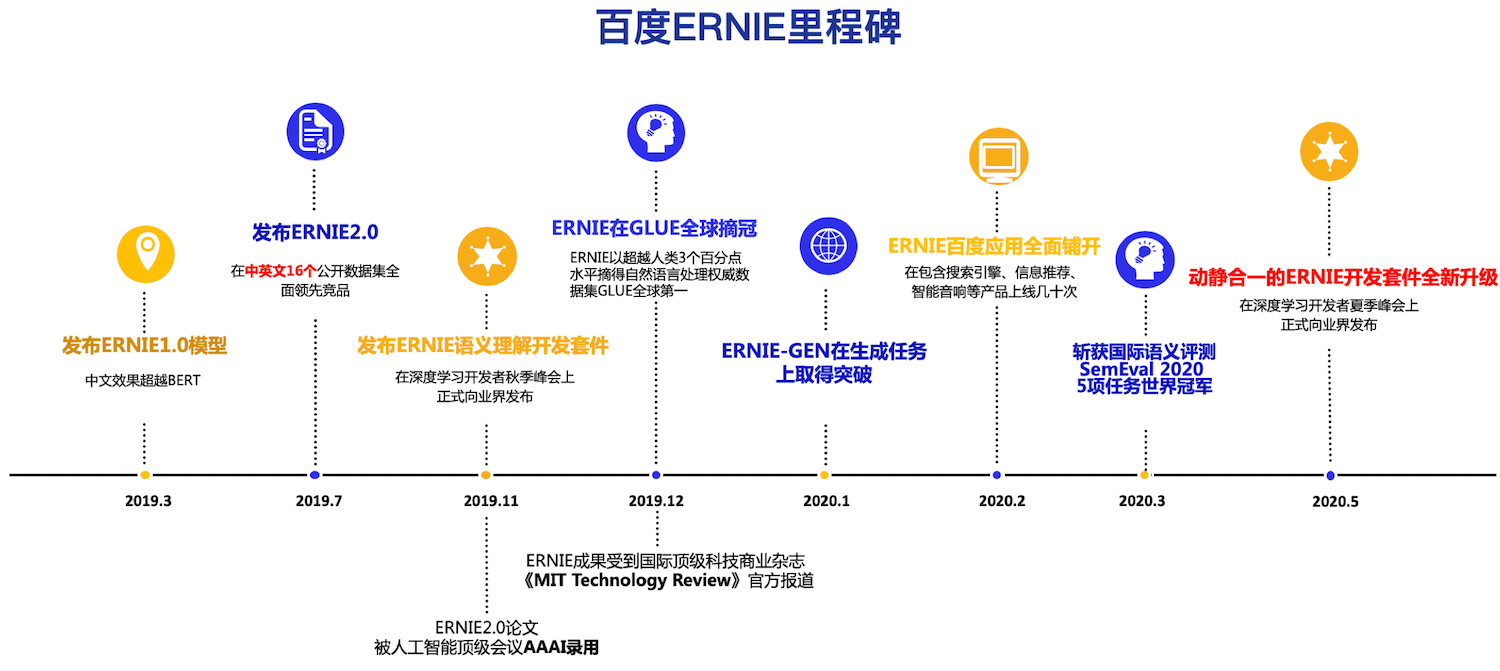 百度ERNIE里程碑
发布ERNIE1.0模型
中文效果超越BERT
2019.3
发布ERNIE2.0
在中英文16个公开数据集全
面领先竞品
2019.7
发布ERNIE语义理解开发套件
在深度学习开发者秋季峰会上
正式向业界发布
2019.11
ERNIE2.0论文
被人工智能顶级会议AAAI录用
ERNIE在GLUE全球摘冠
ERNIE以超越人类3个百分点
水平摘得自然语言处理权威数
据集GLUE全球第一
2019.12
ERNIE成果受到国际顶级科技商业杂志
《MIT Technology Review》官方报道
ERNIE-GEN在生成任务
上取得突破
2020.1
ERNIE百度应用全面铺开
在包含搜索引擎、信息推荐、
智能音响等产品上线几十次
2020.2
斩获国际语义评测
SemEval 2020
5项任务世界冠军
2020.3
动静合一的ERNIE开发套件全新升级
在深度学习开发者夏季峰会上
正式向业界发布
2020.5